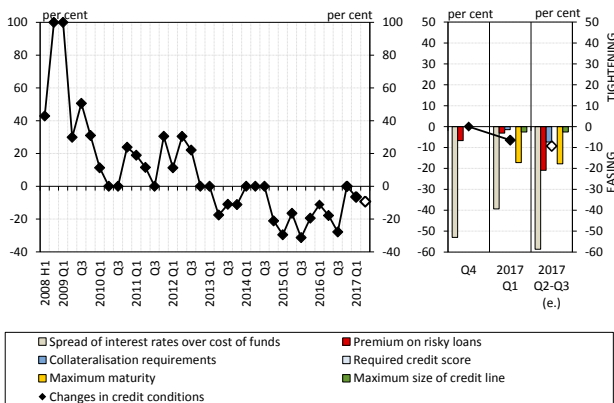 per cent per cent
100 100
80 80
60 60
40 40
20 20
0 0
-20 -20
-40 -40
2008 H1
2009 Q1
Q3
2010 Q1
Q3
2011 Q1
Q3
2012 Q1
Q3
2013 Q1
Q3
2014 Q1
Q3
2015 Q1
Q3
2016 Q1
Q3
2017 Q1
per cent per cent
50 50
40 40
30 30
20 20
10 10
0 0
-10 -10
-20 -20
-30 -30
-40 -40
-50 -50
-60 -60
TIGHTENING
EASING
Q4
2017
Q1
2017
Q2-Q3
(e.)
Spread of interest rates over cost of funds
Premium on risky loans
Collateralisation requirements
Required credit score
Maximum maturity
Maximum size of credit line
Changes in credit conditions